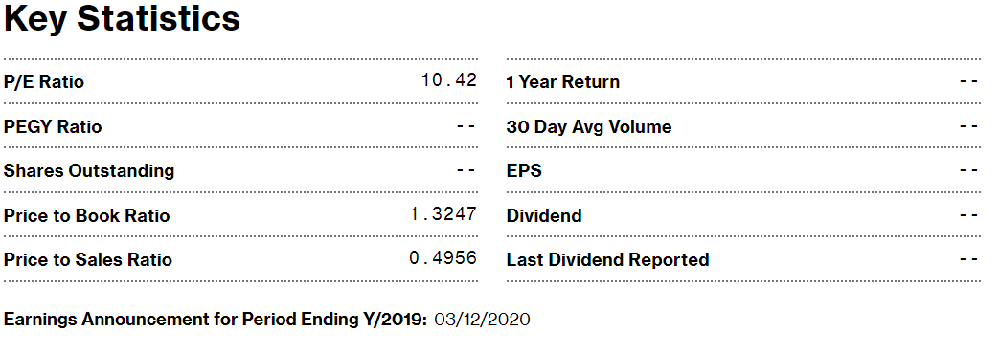 Key Statistics
P/E Ratio 10.42 1 Year Return --
PEGY Ratio -- 30 Day Avg Volume --
Shares Outstanding -- EPS --
Price to Book Ratio 1.3247 Dividend --
Price to Sales Ratio 0.4956 Last Dividend Reported --
Earnings Announcement for Period Ending Y/2019: 03/12/2020